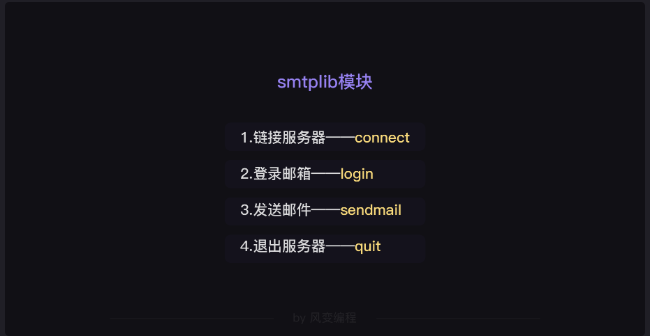 smtplib模块
1.链接服务器——connect
2.登录邮箱——login
3.发送邮件——sendmail
4.退出服务器——quit
by 风变编程